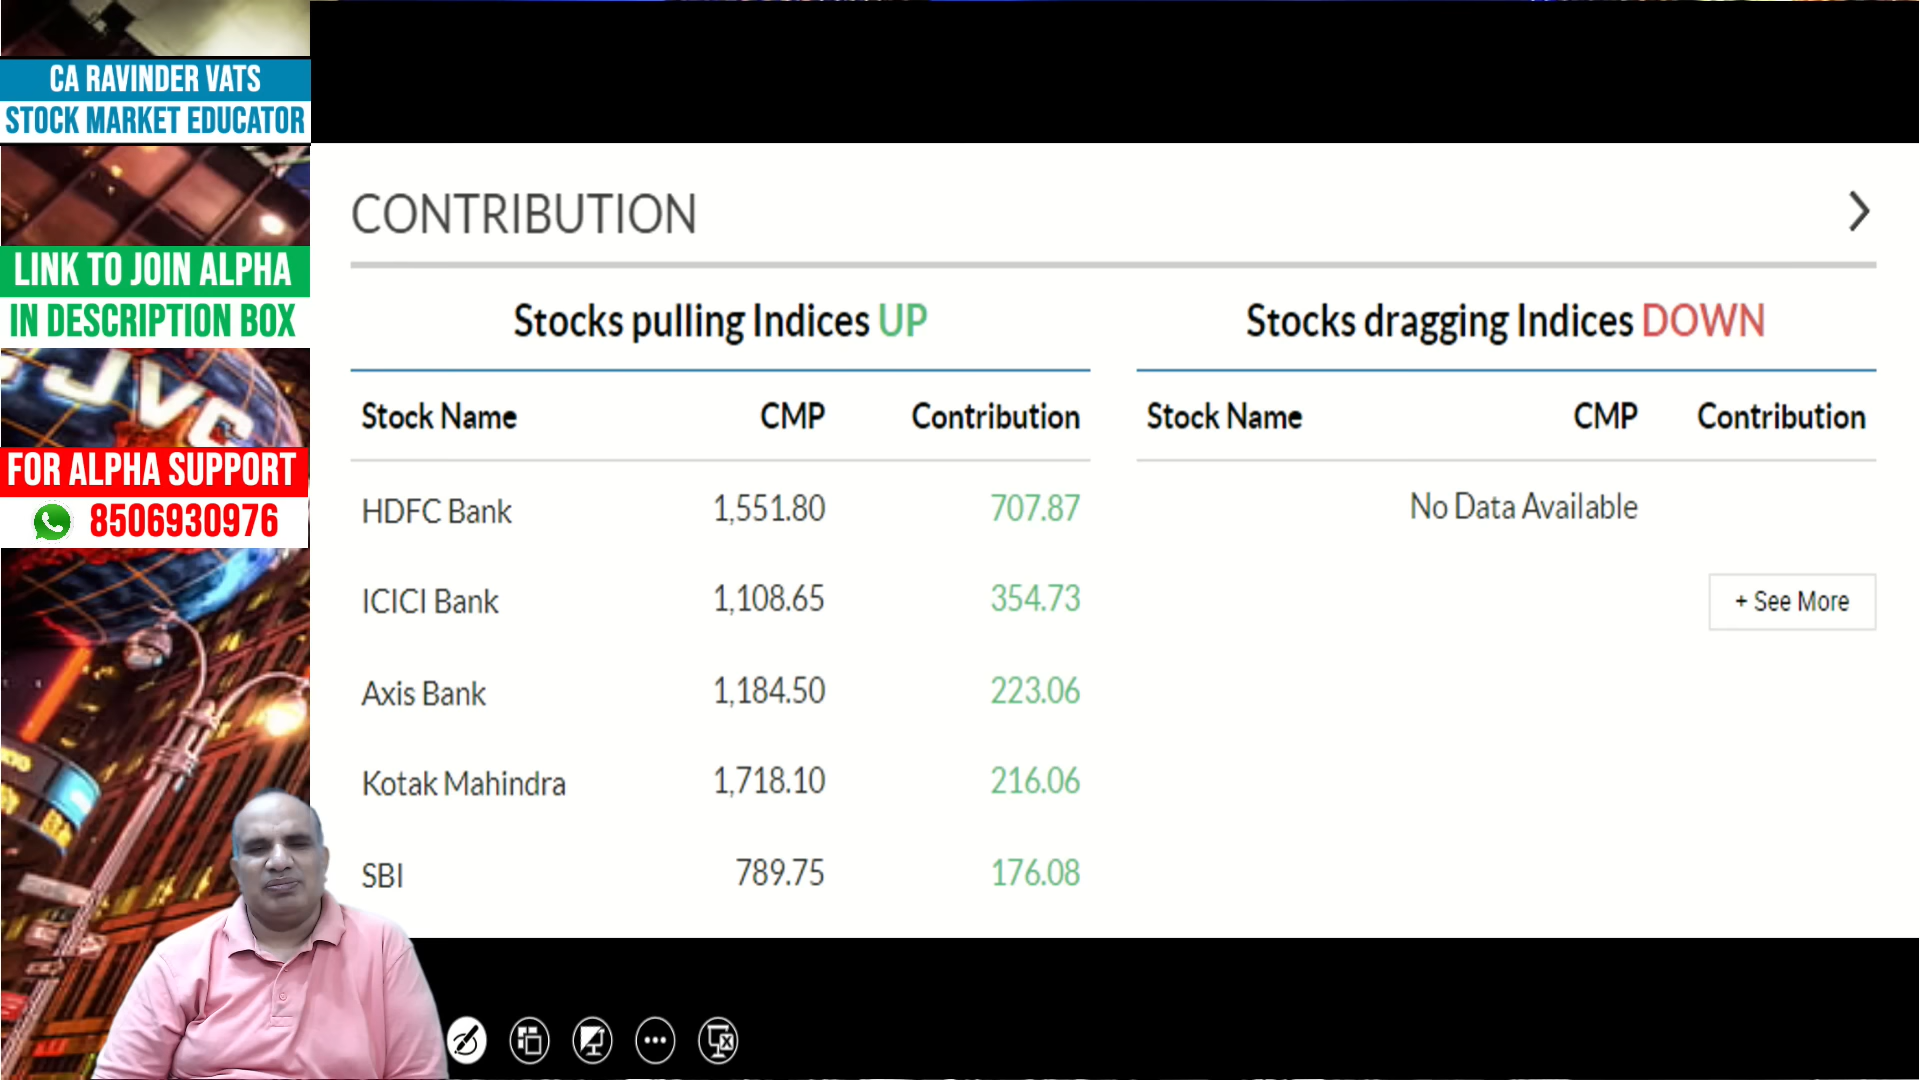 CA RAVINDER VATS
STOCK MARKET EDUCATOR
LINK TO JOIN ALPHA
IN DESCRIPTION BOX
JVC
FOR ALPHA SUPPORT
8506930976
CONTRIBUTION
Stocks pulling Indices UP
Stock Name CMP Contribution
HDFC Bank 1,551.80 707.87
ICICI Bank 1,108.65 354.73
Axis Bank 1,184.50 223.06
Kotak Mahindra 1,718.10 216.06
SBI 789.75 176.08
Stocks dragging Indices DOWN
Stock Name CMP Contribution
No Data Available
+ See More